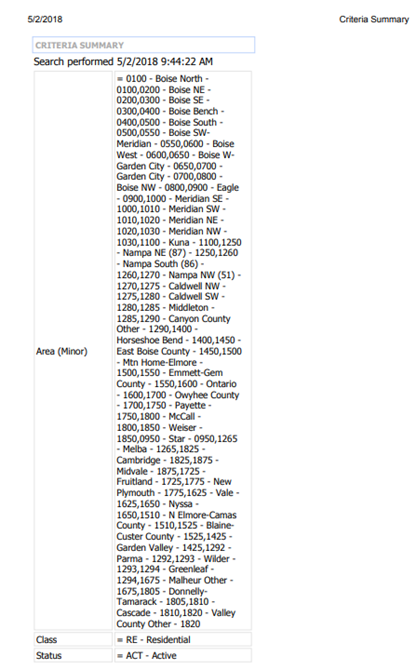 5/2/2018 Criteria Summary
CRITERIA SUMMARY
Search performed 5/2/2018 9:44:22 AM
= 0100 - Boise North -
0100,0200 - Boise NE -
0200,0300 - Boise SE -
0300,0400 - Boise Bench -
0400,0500 - Boise South -
0500,0550 - Boise SW-
Meridian - 0550,0600 - Boise
West - 0600,0650 - Boise W-
Garden City - 0650,0700 -
Garden City - 0700,0800 -
Boise NW - 0800,0900 - Eagle
- 0900,1000 - Meridian SE -
1000,1010 - Meridian SW -
1010,1020 - Meridian NE -
1020,1030 - Meridian NW -
1030,1100 - Kuna - 1100,1250
- Nampa NE (87) - 1250,1260
- Nampa South (86) -
1260,1270 - Nampa NW (51) -
1270,1275 - Caldwell NW -
1275,1280 - Caldwell SW -
1280,1285 - Middleton -
1285,1290 - Canyon County
Other - 1290,1400 -
Horseshoe Bend - 1400,1450 -
Area (Minor) East Boise County - 1450,1500
- Mtn Home-Elmore -
1500,1550 - Emmett-Gem
County - 1550,1600 - Ontario
- 1600,1700 - Owyhee County
- 1700,1750 - Payette -
1750,1800 - McCall -
1800,1850 - Weiser -
1850,0950 - Star - 0950,1265
- Melba - 1265,1825 -
Cambridge - 1825,1875 -
Midvale - 1875,1725 -
Fruitland - 1725,1775 - New
Plymouth - 1775,1625 - Vale -
1625,1650 - Nyssa -
1650,1510 - N Elmore-Camas
County - 1510,1525 - Blaine-
Custer County - 1525,1425 -
Garden Valley - 1425,1292 -
Parma - 1292,1293 - Wilder -
1293,1294 - Greenleaf -
1294,1675 - Malheur Other -
1675,1805 - Donnelly-
Tamarack - 1805,1810 -
Cascade - 1810,1820 - Valley
County Other - 1820
Class = RE - Residential
Status = ACT - Active